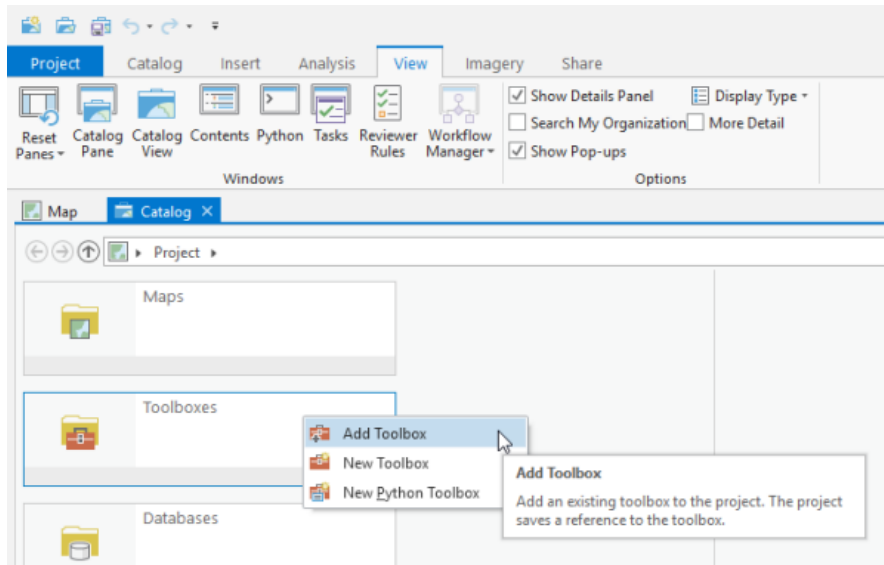 Project Catalog Insert Analysis View Imagery Share
Reset Panes
Catalog Pane
Catalog View
Contents
Python
Tasks
Reviewer Rules
Workflow Manager
Windows
Show Details Panel
Search My Organization
Show Pop-ups
Display Type
More Detail
Options
Map Catalog
Project
Maps
Toolboxes
Add Toolbox
New Toolbox
New Python Toolbox
Add Toolbox
Add an existing toolbox to the project. The project
saves a reference to the toolbox.
Databases